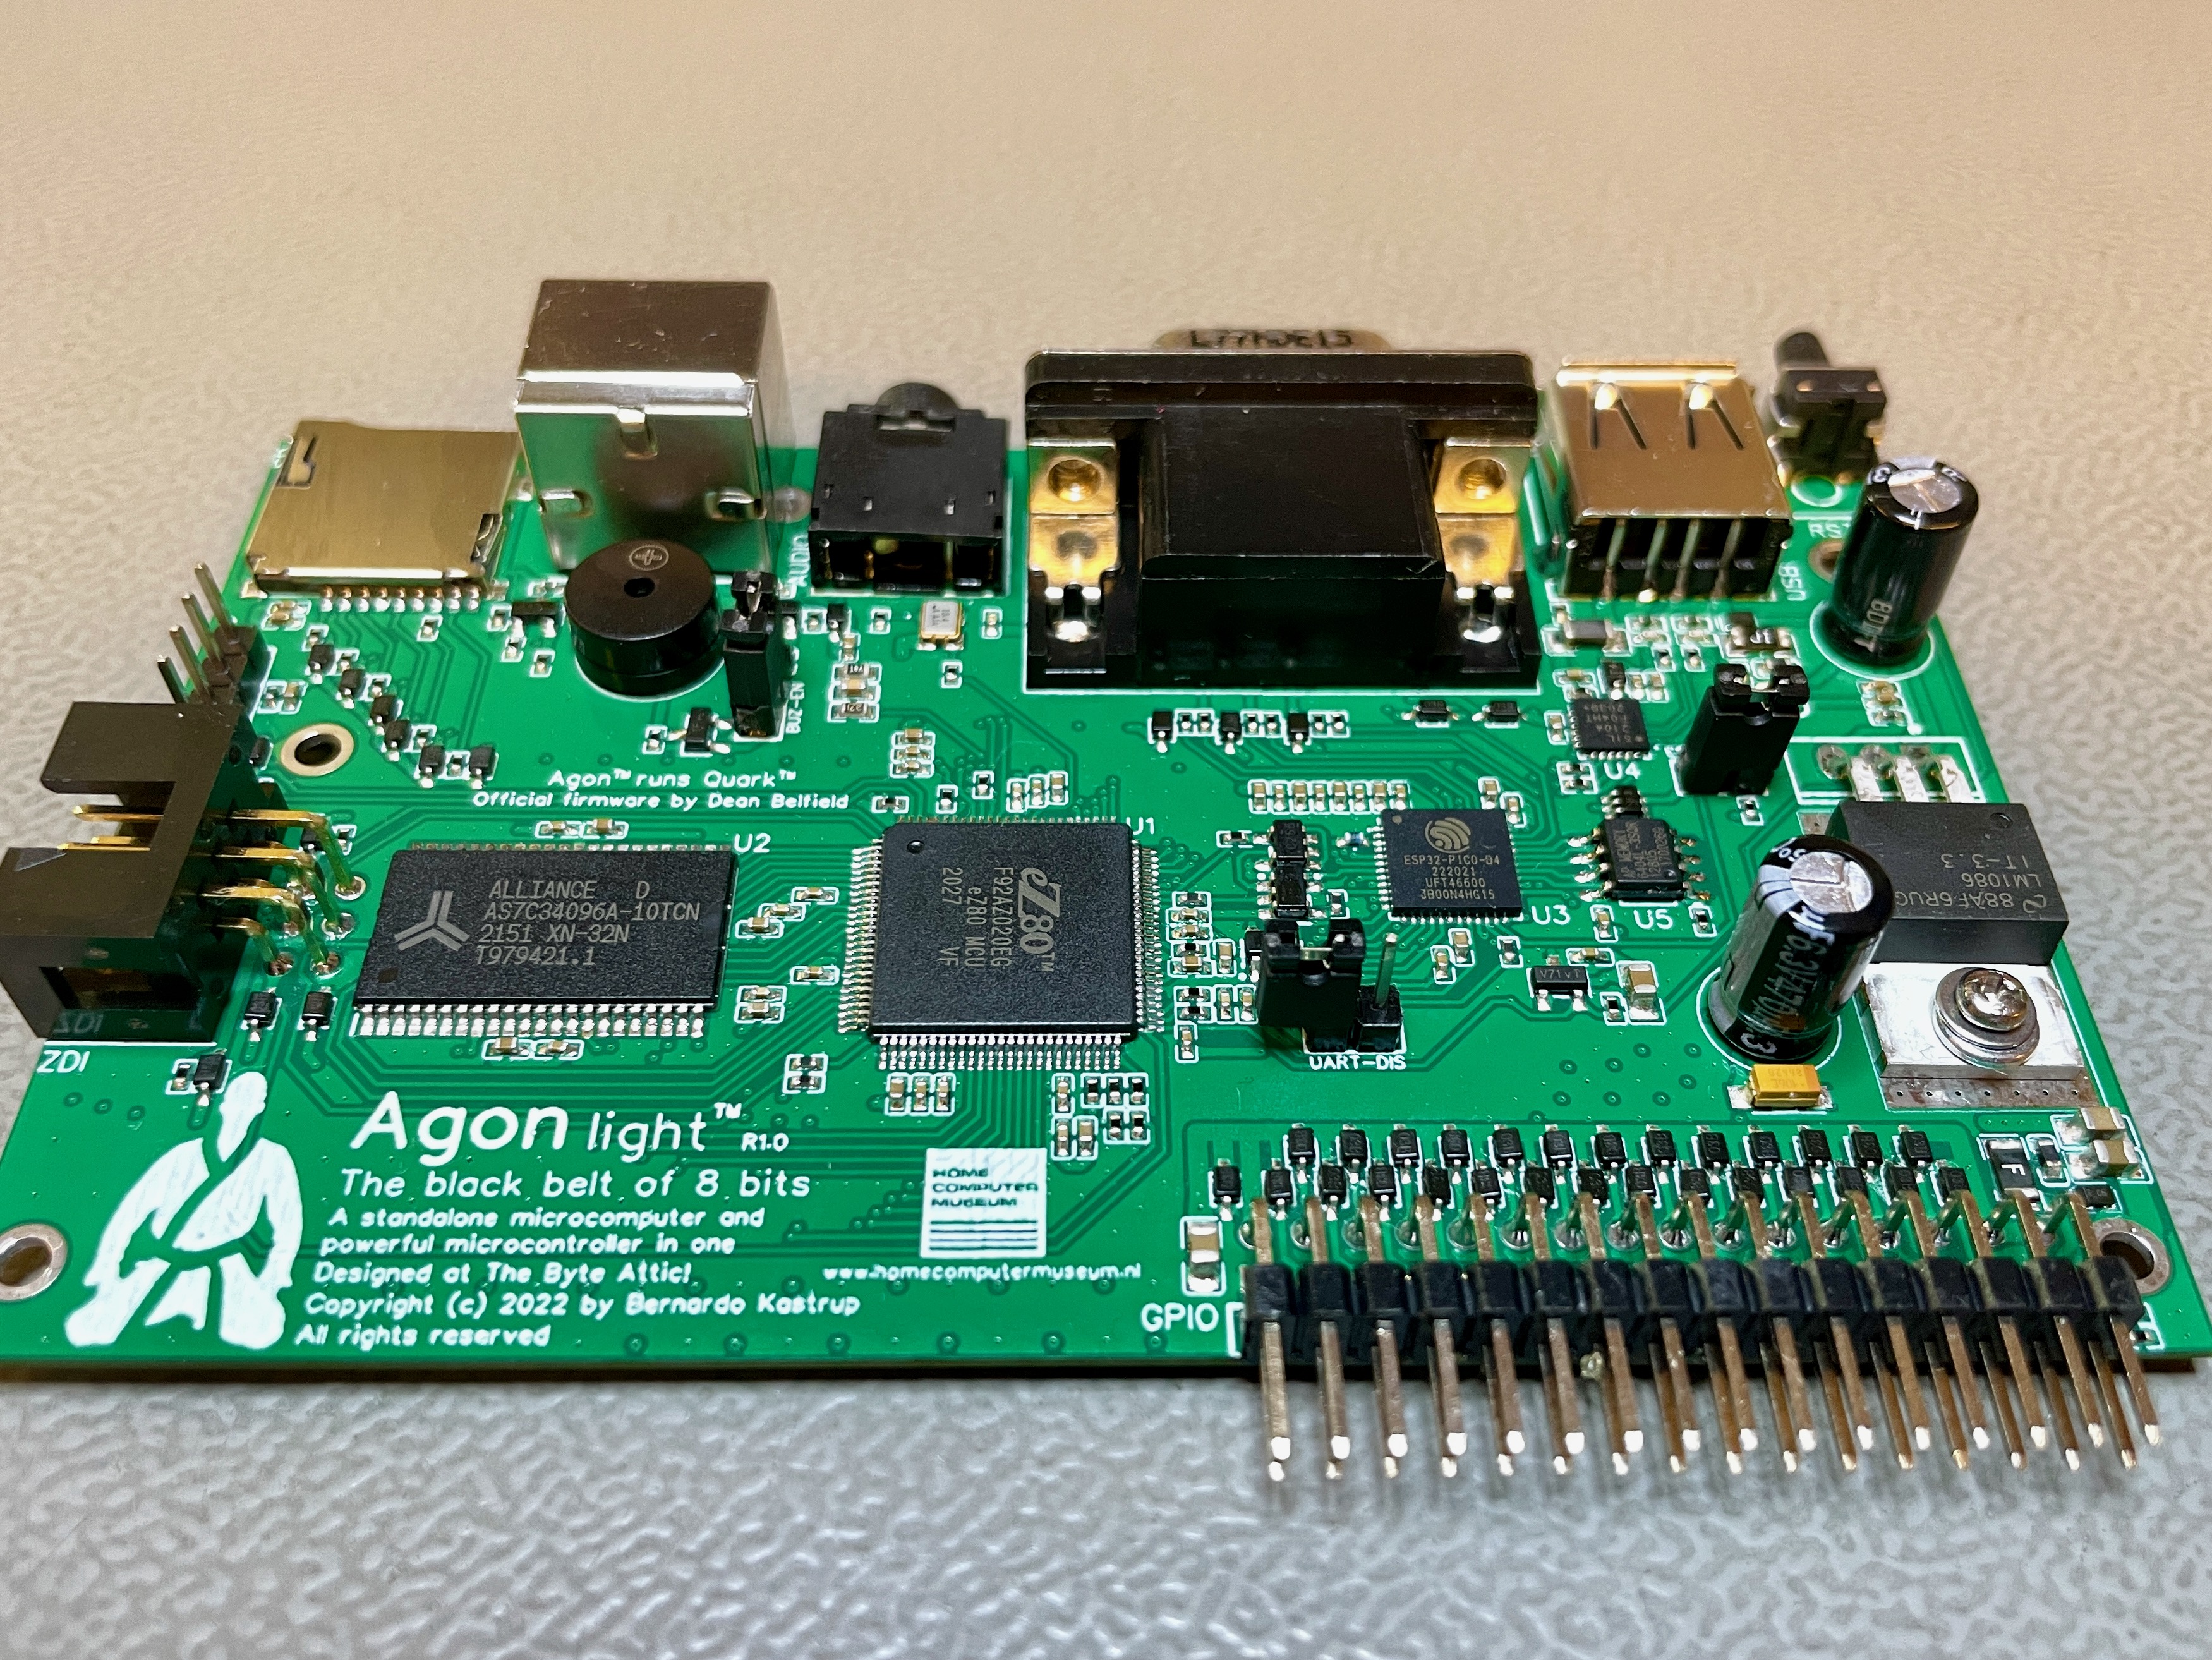 AUDIO
USB
BUZ-EN
Agon™ runs Quark™
Official firmware by Dean Belfield
U2
U1
U4
ALLIANCE D
AS7C34096A-10TCN
2151 XN-32N
T979421.1
eZ80™
F92AZ020EG
eZ80 MCU
2027 VF
ESP32-PICO-D4
222021
UFT46600
JB00N4HG15
U3
U5
LM1086
IT-3.3
ZDI
ZDI
UART-DIS
Agon light™ R1.0
The black belt of 8 bits
A standalone microcomputer and
powerful microcontroller in one
Designed at The Byte Attic!
Copyright (c) 2022 by Bernardo Kastrup
All rights reserved
HOME
COMPUTER
MUSEUM
www.homecomputermuseum.nl
GPIO
F